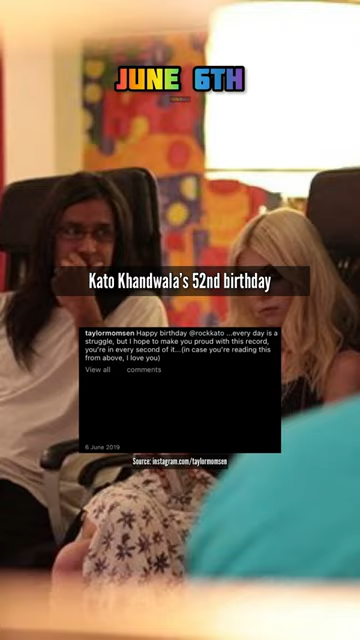 JUNE 6TH
Kato Khandwala's 52nd birthday
taylormomsen Happy birthday @rockkato ...every day is a
struggle, but I hope to make you proud with this record,
you're in every second of it...(in case you're reading this
from above, I love you)
View all comments
6 June 2019
Source: instagram.com/taylormomsen